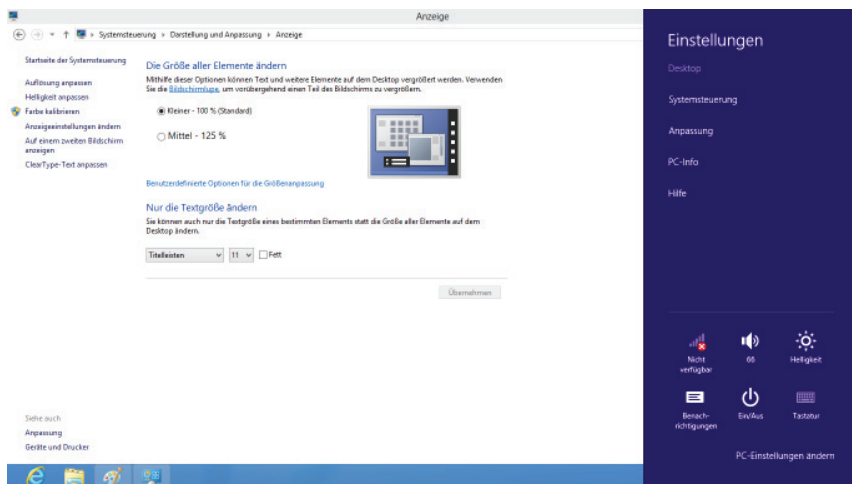 Anzeige
Systemsteuerung › Darstellung und Anpassung › Anzeige
Startseite der Systemsteuerung
Auflösung anpassen
Helligkeit anpassen
Farbe kalibrieren
Anzeigeeinstellungen ändern
Auf einem zweiten Bildschirm
anzeigen
ClearType-Text anpassen
Siehe auch
Anpassung
Geräte und Drucker
Die Größe aller Elemente ändern
Mithilfe dieser Optionen können Text und weitere Elemente auf dem Desktop vergrößert werden. Verwenden
Sie die Bildschirmlupe, um vorübergehend einen Teil des Bildschirms zu vergrößern.
Kleiner - 100 % (Standard)
Mittel - 125 %
Benutzerdefinierte Optionen für die Größenanpassung
Nur die Textgröße ändern
Sie können auch nur die Textgröße eines bestimmten Elements statt die Größe aller Elemente auf dem
Desktop ändern.
Titelleisten 11 Fett
Übernehmen
Einstellungen
Desktop
Systemsteuerung
Anpassung
PC-Info
Hilfe
Nicht
verfügbar
66
Helligkeit
Benach-
richtigungen
Ein/Aus
Tastatur
PC-Einstellungen ändern